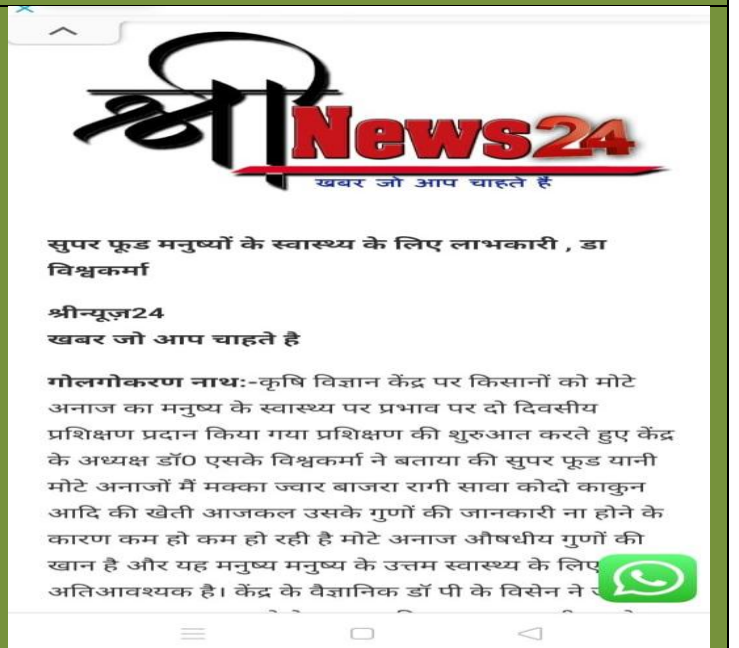 श्री News24
खबर जो आप चाहते हैं
सुपर फूड मनुष्यों के स्वास्थ्य के लिए लाभकारी , डा
विश्वकर्मा
श्रीन्यूज़24
खबर जो आप चाहते है
गोलगोकरण नाथ:-कृषि विज्ञान केंद्र पर किसानों को मोटे
अनाज का मनुष्य के स्वास्थ्य पर प्रभाव पर दो दिवसीय
प्रशिक्षण प्रदान किया गया प्रशिक्षण की शुरुआत करते हुए केंद्र
के अध्यक्ष डॉ0 एसके विश्वकर्मा ने बताया की सुपर फूड यानी
मोटे अनाजों मैं मक्का ज्वार बाजरा रागी सावा कोदो काकुन
आदि की खेती आजकल उसके गुणों की जानकारी ना होने के
कारण कम हो कम हो रही है मोटे अनाज औषधीय गुणों की
खान है और यह मनुष्य मनुष्य के उत्तम स्वास्थ्य के लिए
अतिआवश्यक है। केंद्र के वैज्ञानिक डॉ पी के विसेन ने